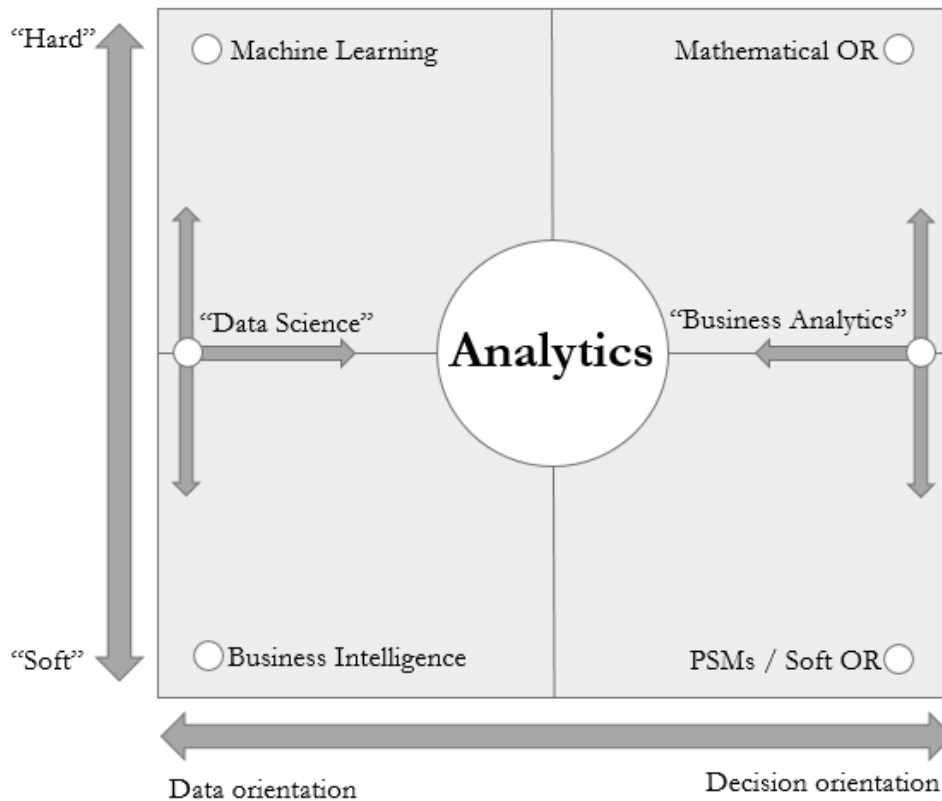 “Hard”
Machine Learning
Mathematical OR
“Data Science”
“Business Analytics”
Analytics
“Soft”
Business Intelligence
PSMs / Soft OR
Data orientation
Decision orientation